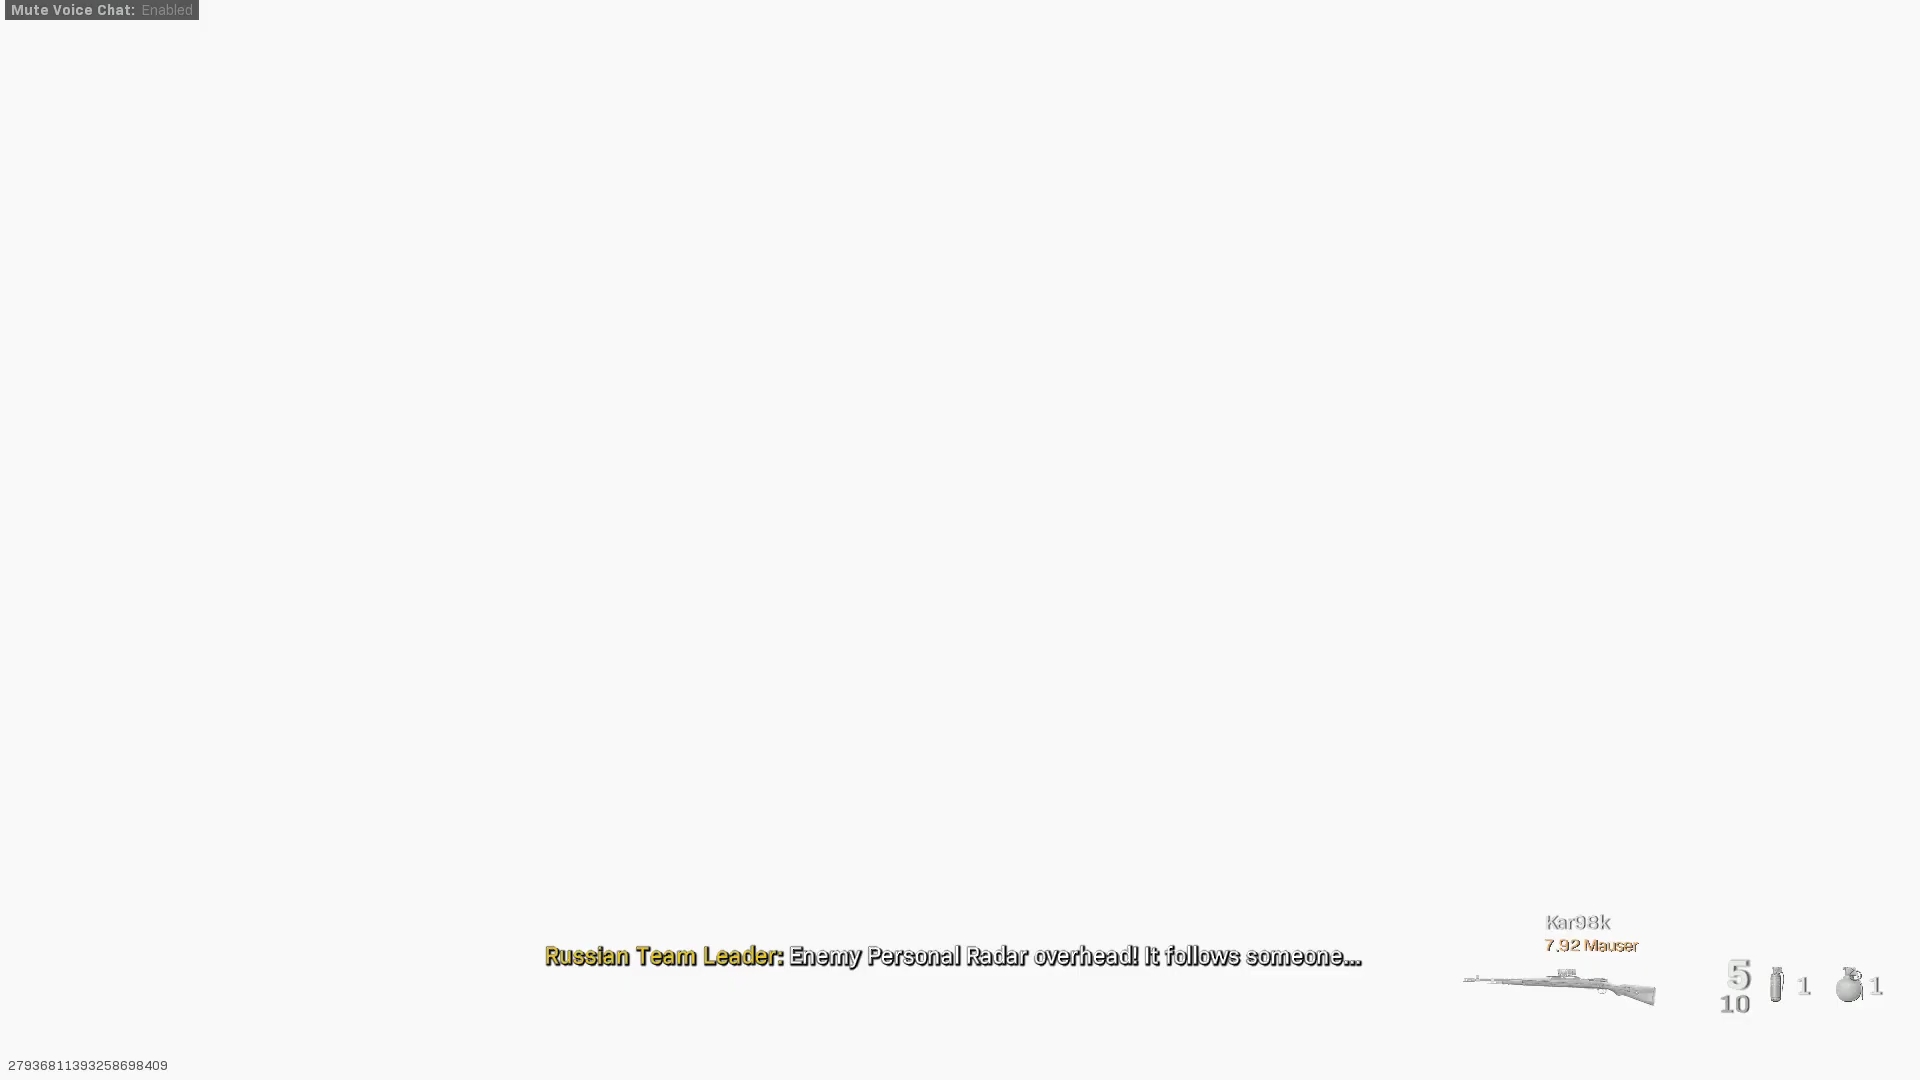 Mute Voice Chat: Enabled
Kar98k
7.92 Mauser
Russian Team Leader: Enemy Personal Radar overhead! It follows someone...
5
10
1
1
27936811393258698409